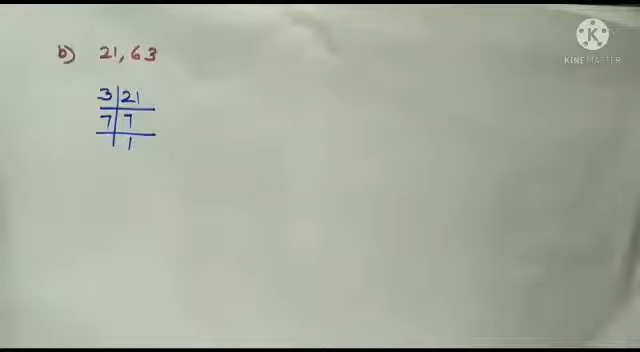 b) 21, 63
3 | 21
7 | 7
1
K
KINEMASTER